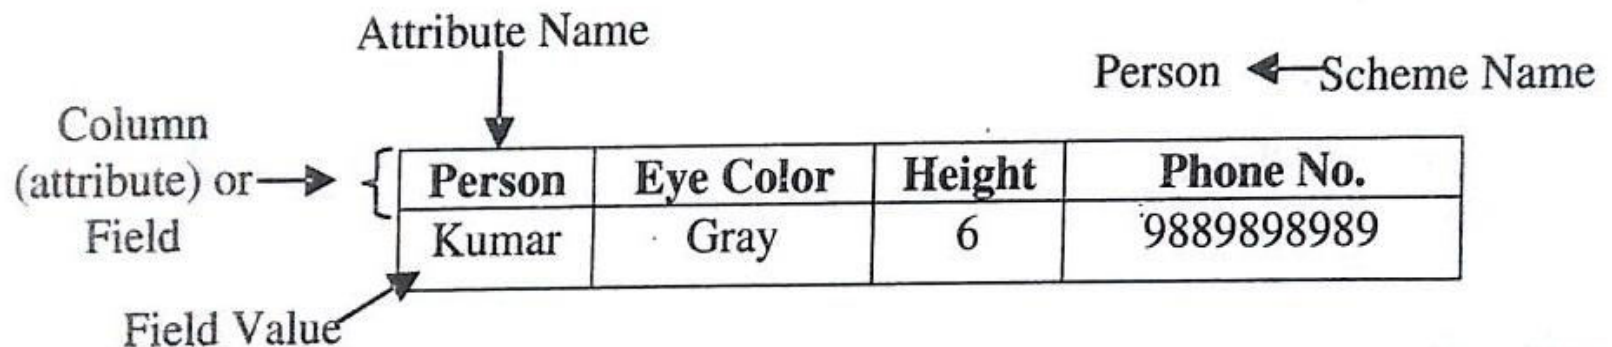 Attribute Name
Person
Scheme Name
Column
(attribute) or
Field
Person Eye Color Height Phone No.
Kumar Gray 6 9889898989
Field Value